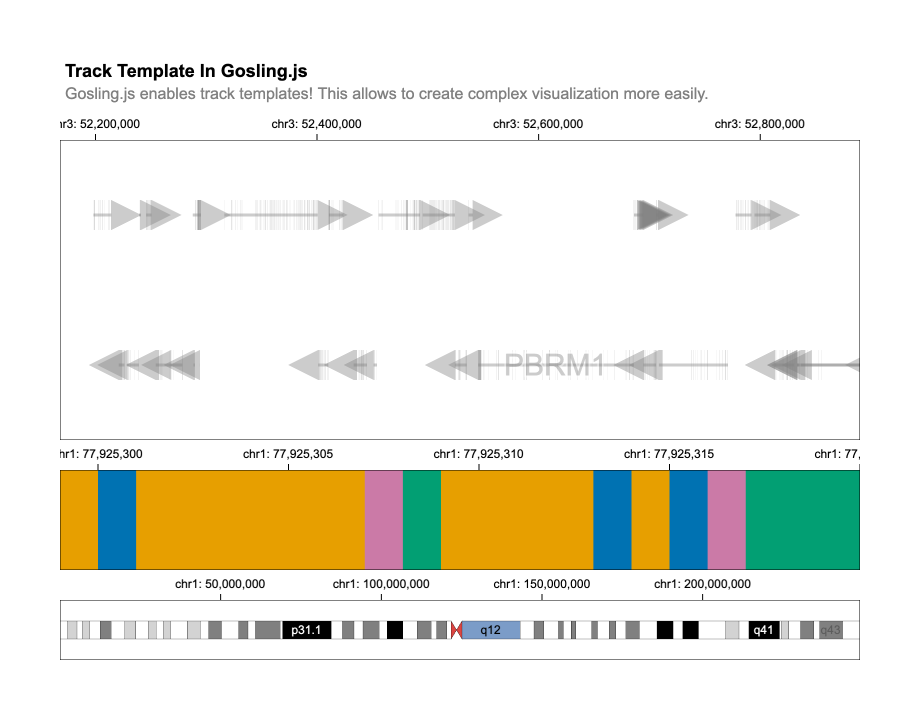 Track Template In Gosling.js
Gosling.js enables track templates! This allows to create complex visualization more easily.
hr3: 52,200,000 chr3: 52,400,000 chr3: 52,600,000 chr3: 52,800,000
PBRM1
hr1: 77,925,300 chr1: 77,925,305 chr1: 77,925,310 chr1: 77,925,315 chr1: 77,
chr1: 50,000,000 chr1: 100,000,000 chr1: 150,000,000 chr1: 200,000,000
p31.1 q12 q41 q43